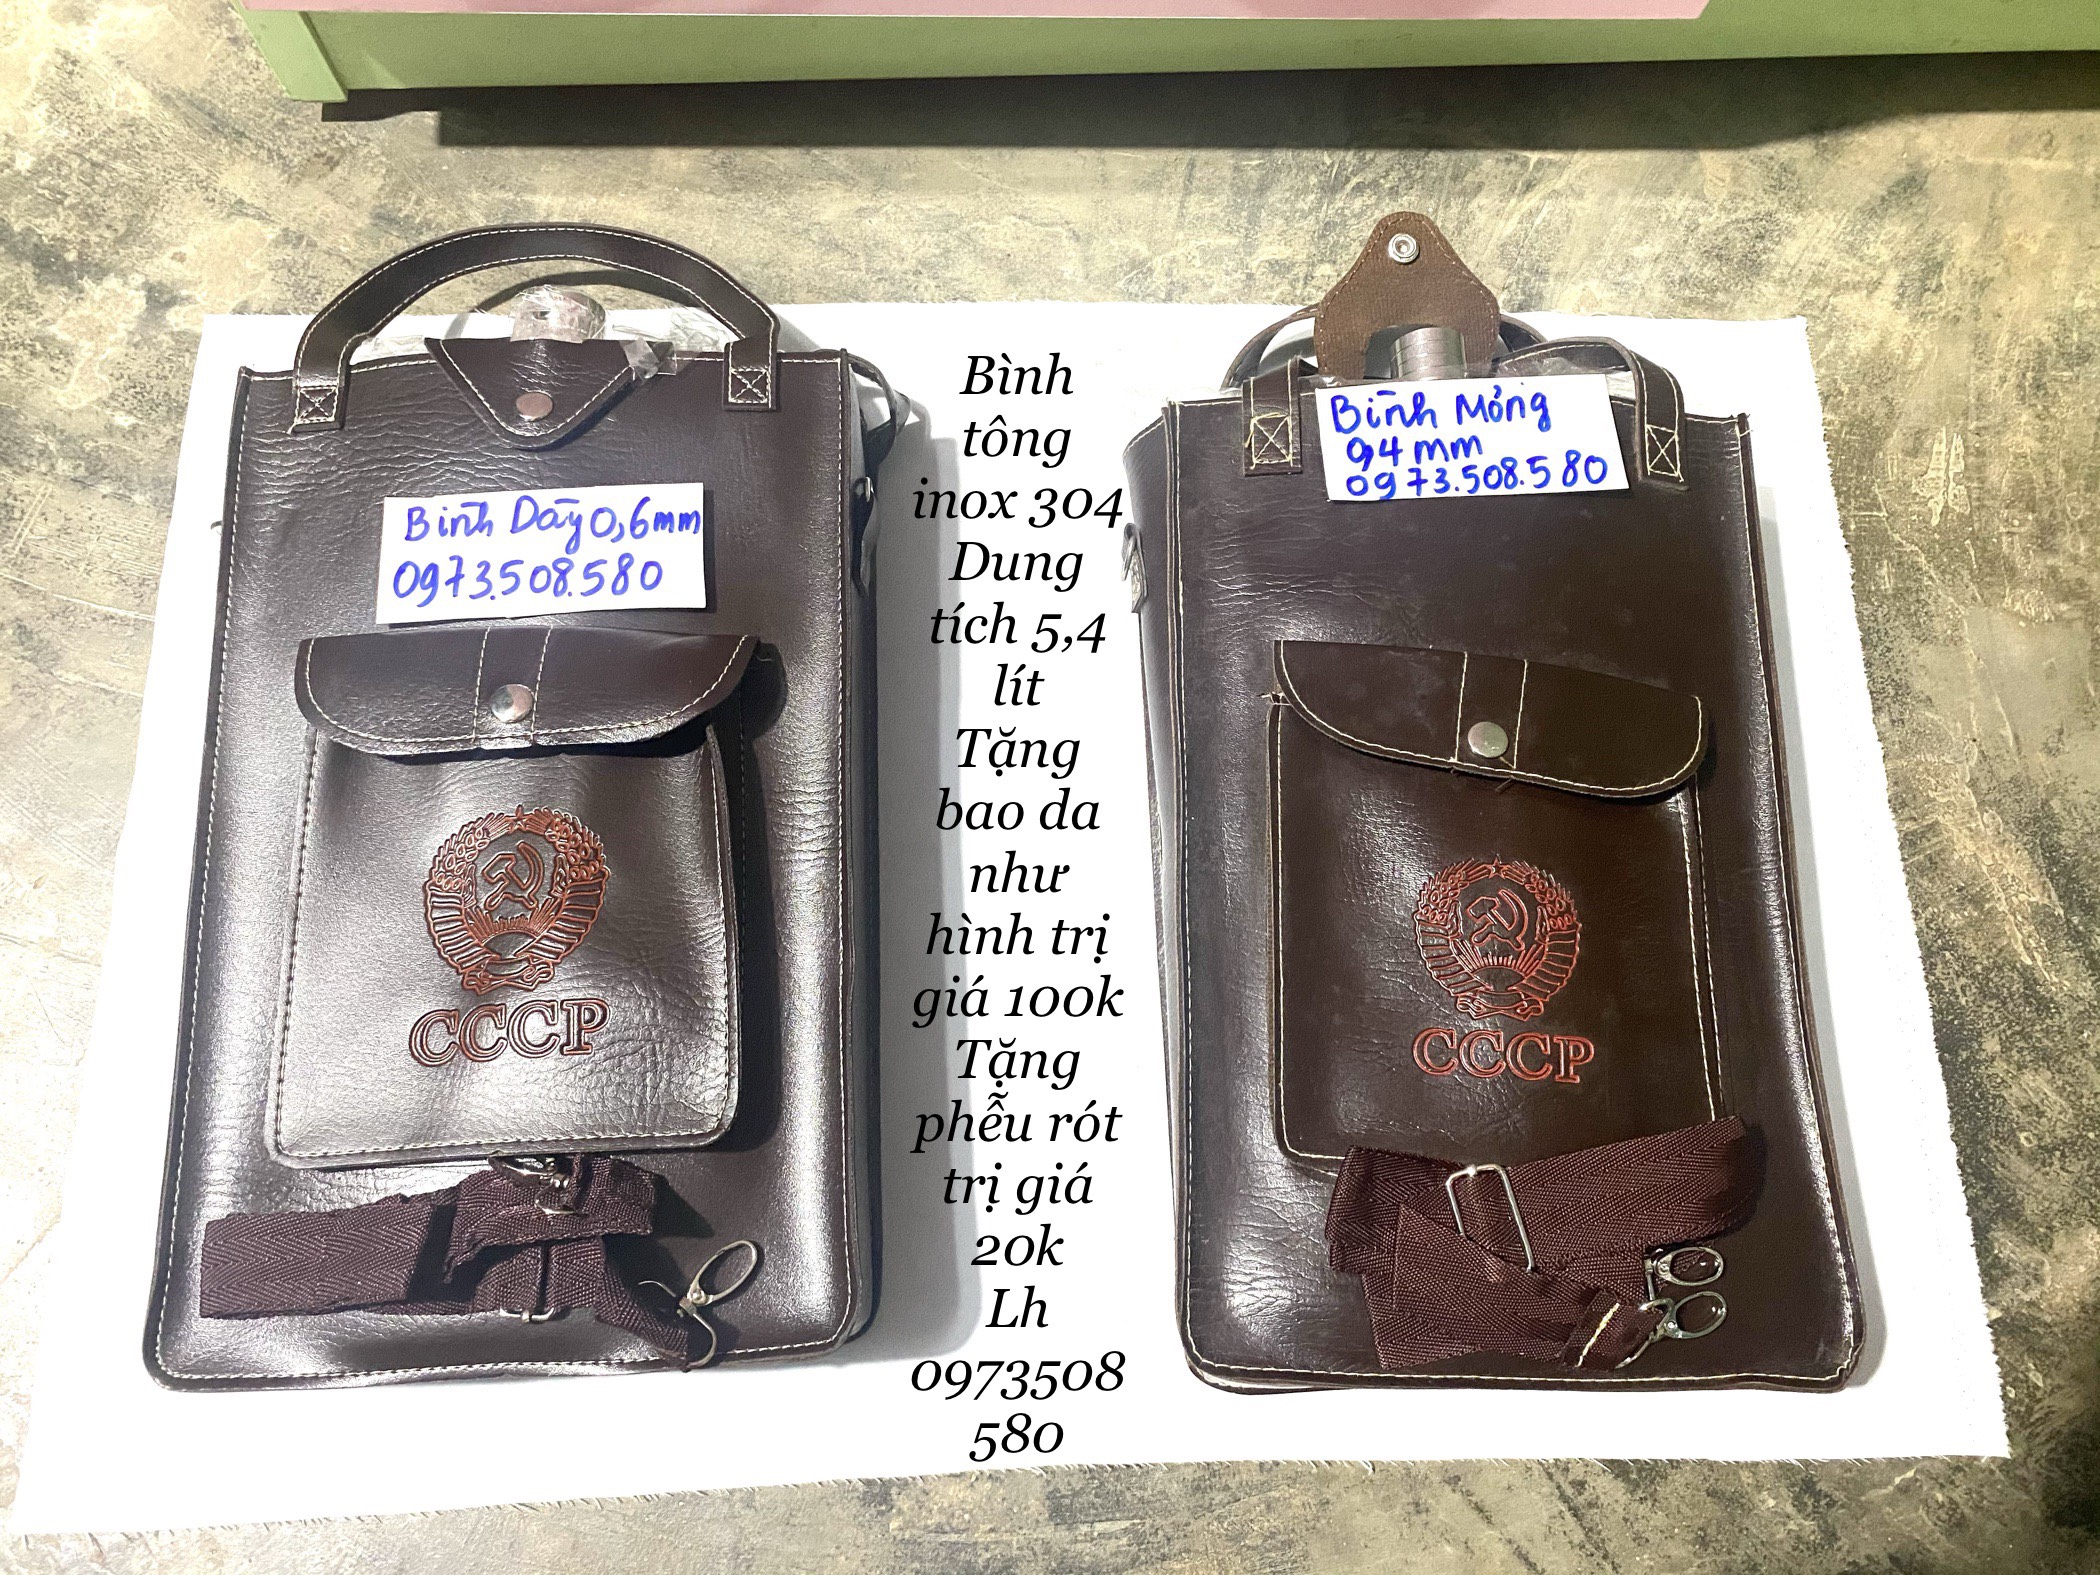 Bình Dày 0,6mm
0973.508.580
CCCP
Bình
tông
inox 304
Dung
tích 5,4
lít
Tặng
bao da
như
hình trị
giá 100k
Tặng
phễu rót
trị giá
20k
Lh
0973508
580
Bình Mỏng
0,4mm
0973.508.580
CCCP